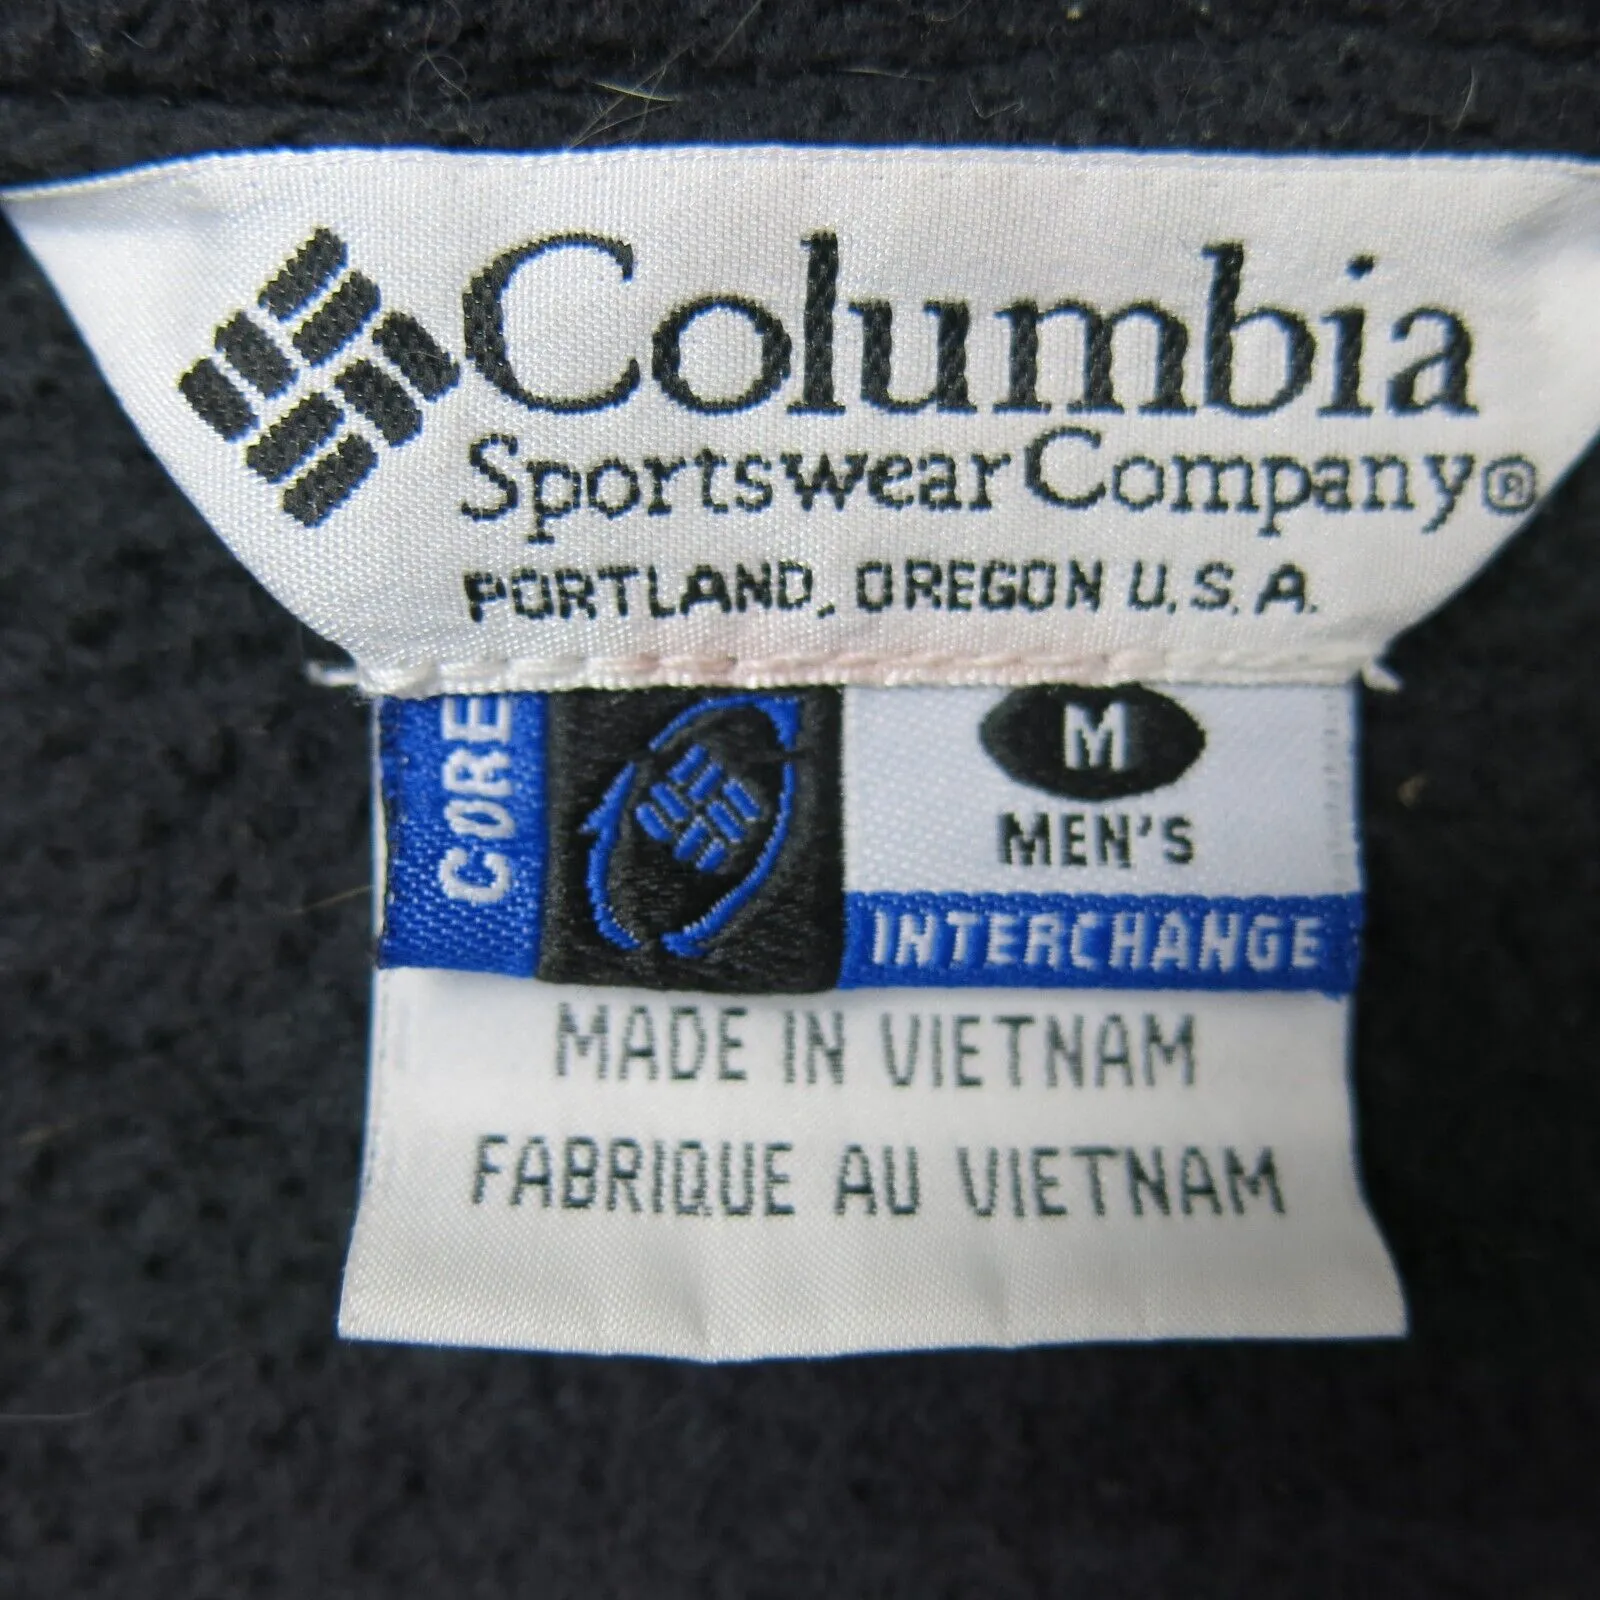 Columbia
Sportswear Company®
PORTLAND, OREGON U.S.A.
CORE
M
MEN'S
INTERCHANGE
MADE IN VIETNAM
FABRIQUE AU VIETNAM